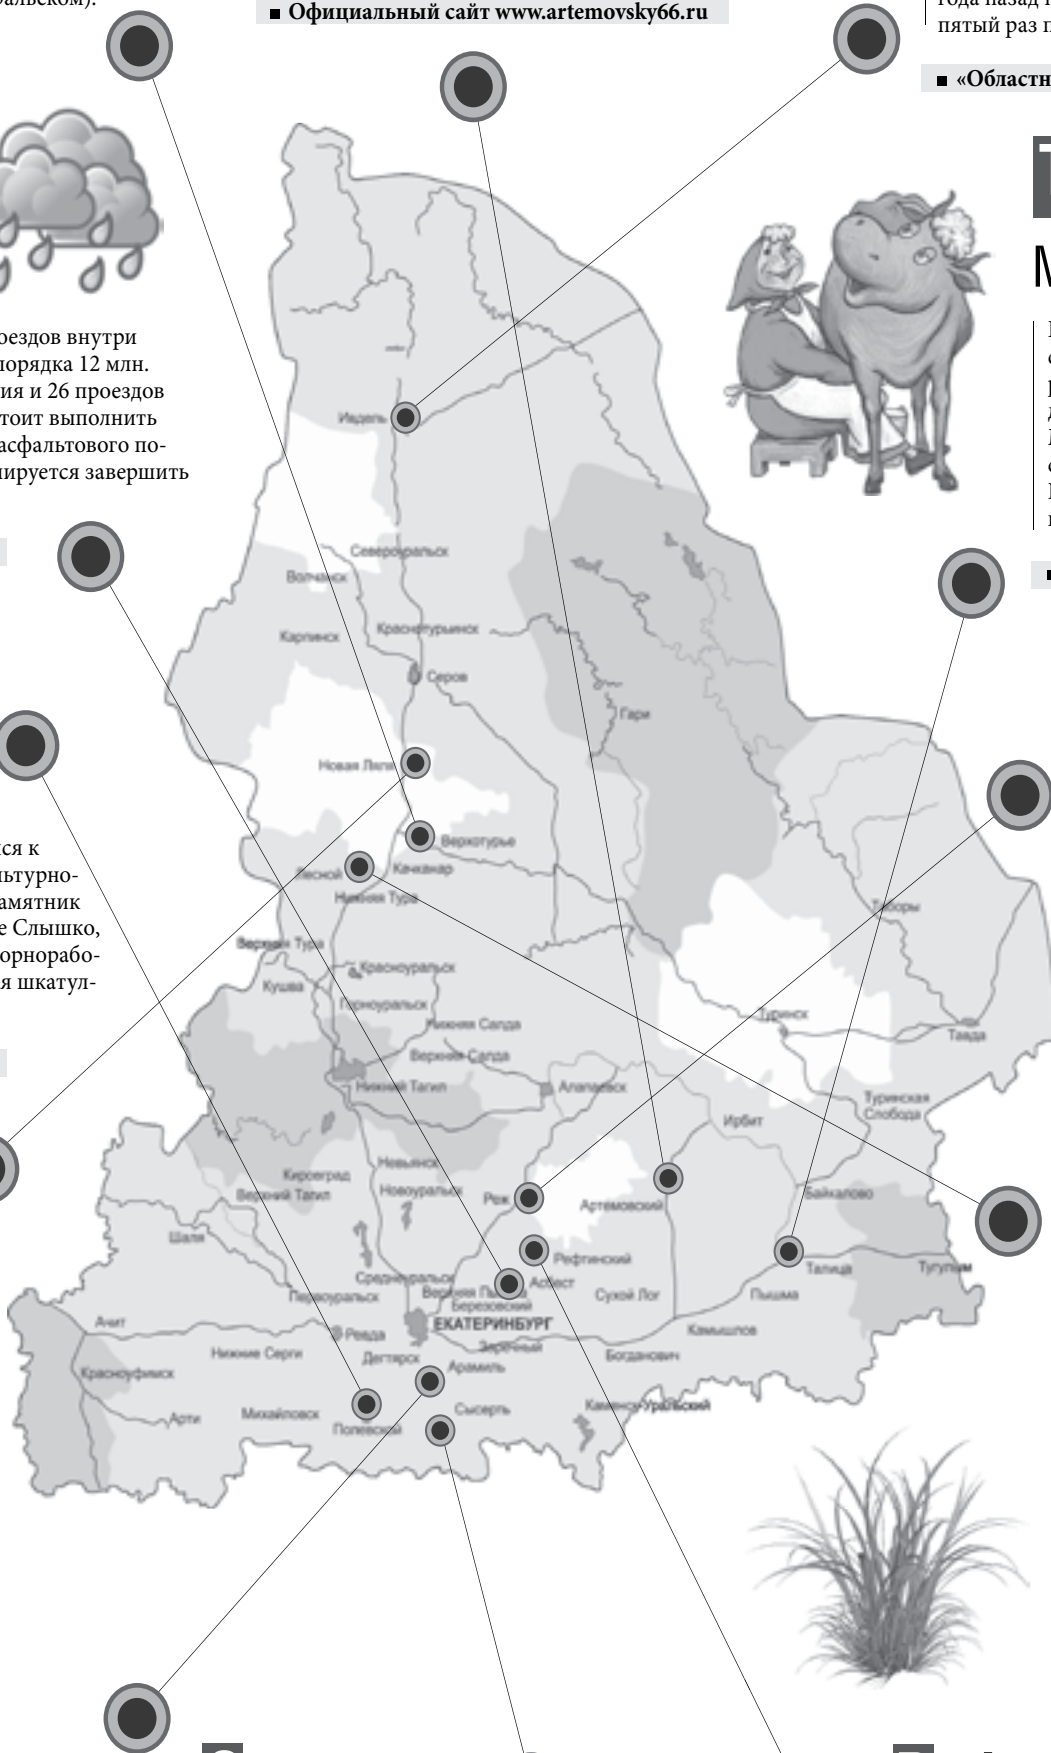 альском).
■ Официальный сайт www.artemovsky66.ru
года назад
пятый раз п
■ «Областн
оездов внутри
порядка 12 млн.
ия и 26 проездов
стоит выполнить
асфальтового по-
нируется завершить
ся к
льтурно-
амятник
е Слышко,
орнорабо-
я шкатул-
Ивдель
Североуральск
Волчанск
Карпинск
Краснотурьинск
Серов
Гари
Новая Ляля
Верхотурье
Лесной
Качканар
Нижняя Тура
Таборы
Верхняя Тура
Красноуральск
Кушва
Горноуральск
Нижняя Салда
Туринск
Тавда
Верхняя Салда
Нижний Тагил
Алапаевск
Туринская
Слобода
Ирбит
Невьянск
Кировград
Новоуральск
Верхний Тагил
Реж
Артемовский
Байкалово
Шаля
Рефтинский
Талица
Тугулым
Среднеуральск
Асбест
Верхняя Пышма
Первоуральск
Березовский
Сухой Лог
Пышма
Ачит
ЕКАТЕРИНБУРГ
Ревда
Камышлов
Заречный
Нижние Серги
Дегтярск
Богданович
Арамиль
Красноуфимск
Арти
Михайловск
Сысерть
Каменск-Уральский
Полевской